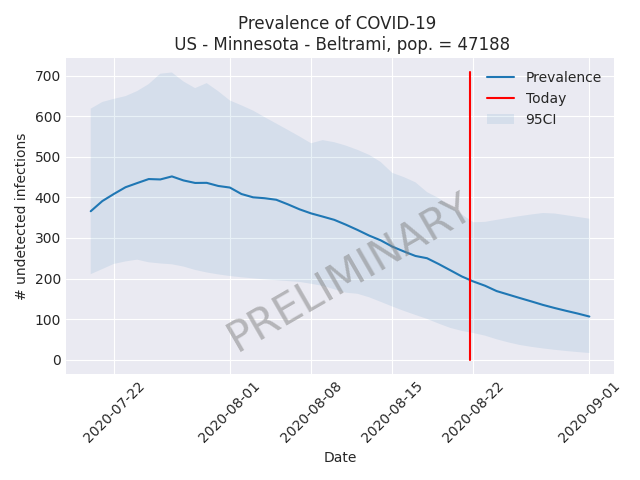 Prevalence of COVID-19
US - Minnesota - Beltrami, pop. = 47188
# undetected infections
700
600
500
400
300
200
100
0
Prevalence
Today
95CI
PRELIMINARY
2020-07-22
2020-08-01
2020-08-08
2020-08-15
2020-08-22
2020-09-01
Date